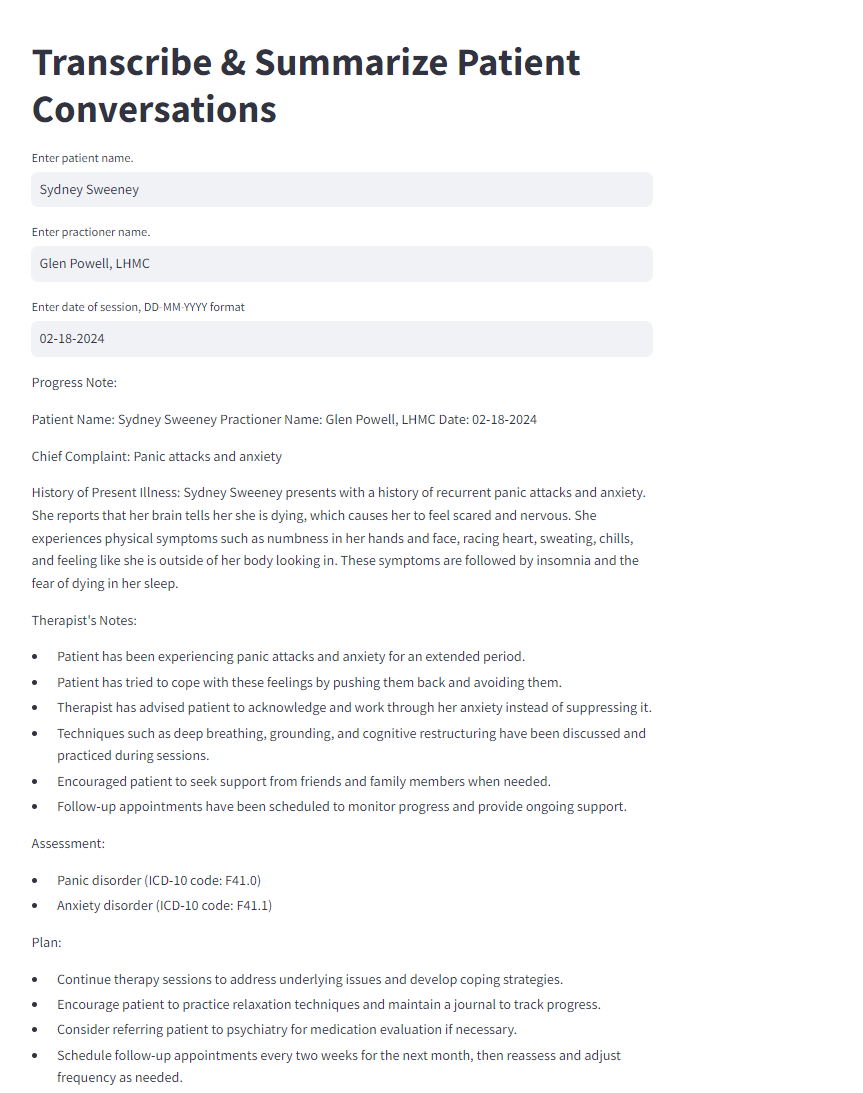 Transcribe & Summarize Patient
Conversations
Enter patient name.
Sydney Sweeney
Enter practioner name.
Glen Powell, LHMC
Enter date of session, DD-MM-YYYY format
02-18-2024
Progress Note:
Patient Name: Sydney Sweeney Practioner Name: Glen Powell, LHMC Date: 02-18-2024
Chief Complaint: Panic attacks and anxiety
History of Present Illness: Sydney Sweeney presents with a history of recurrent panic attacks and anxiety.
She reports that her brain tells her she is dying, which causes her to feel scared and nervous. She
experiences physical symptoms such as numbness in her hands and face, racing heart, sweating, chills,
and feeling like she is outside of her body looking in. These symptoms are followed by insomnia and the
fear of dying in her sleep.
Therapist's Notes:
• Patient has been experiencing panic attacks and anxiety for an extended period.
• Patient has tried to cope with these feelings by pushing them back and avoiding them.
• Therapist has advised patient to acknowledge and work through her anxiety instead of suppressing it.
• Techniques such as deep breathing, grounding, and cognitive restructuring have been discussed and
practiced during sessions.
• Encouraged patient to seek support from friends and family members when needed.
• Follow-up appointments have been scheduled to monitor progress and provide ongoing support.
Assessment:
• Panic disorder (ICD-10 code: F41.0)
• Anxiety disorder (ICD-10 code: F41.1)
Plan:
• Continue therapy sessions to address underlying issues and develop coping strategies.
• Encourage patient to practice relaxation techniques and maintain a journal to track progress.
• Consider referring patient to psychiatry for medication evaluation if necessary.
• Schedule follow-up appointments every two weeks for the next month, then reassess and adjust
frequency as needed.